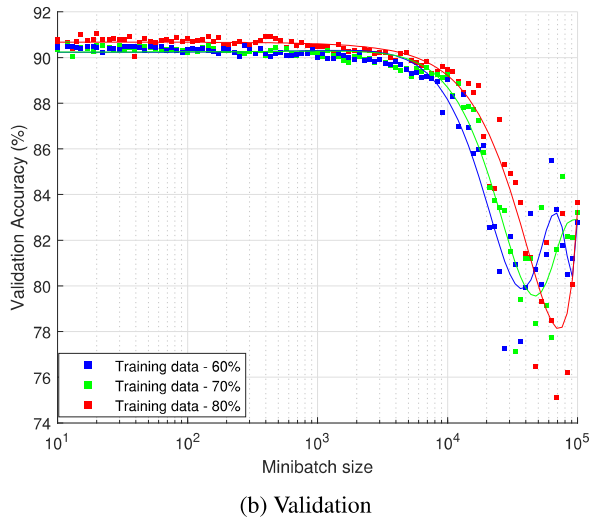 92
90
88
86
84
82
80
78
76
74
Validation Accuracy (%)
Training data - 60%
Training data - 70%
Training data - 80%
10^1
10^2
10^3
10^4
10^5
Minibatch size
(b) Validation